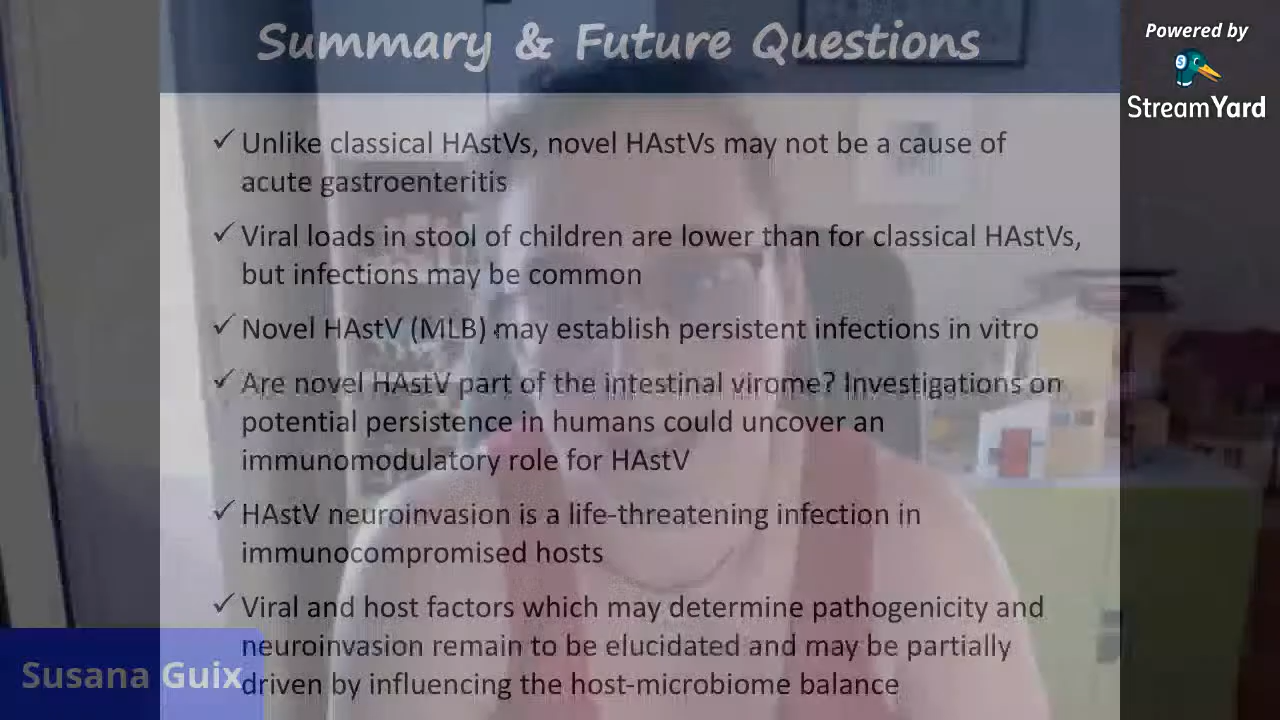 Summary & Future Questions
Powered by
StreamYard
✓ Unlike classical HAstVs, novel HAstVs may not be a cause of
acute gastroenteritis
✓ Viral loads in stool of children are lower than for classical HAstVs,
but infections may be common
✓ Novel HAstV (MLB) may establish persistent infections in vitro
✓ Are novel HAstV part of the intestinal virome? Investigations on
potential persistence in humans could uncover an
immunomodulatory role for HAstV
✓ HAstV neuroinvasion is a life-threatening infection in
immunocompromised hosts
✓ Viral and host factors which may determine pathogenicity and
neuroinvasion remain to be elucidated and may be partially
driven by influencing the host-microbiome balance
Susana Guix